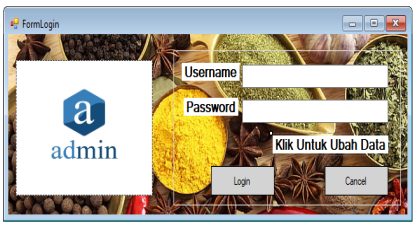 FormLogin
a
admin
Username
Password
Klik Untuk Ubah Data
Login Cancel